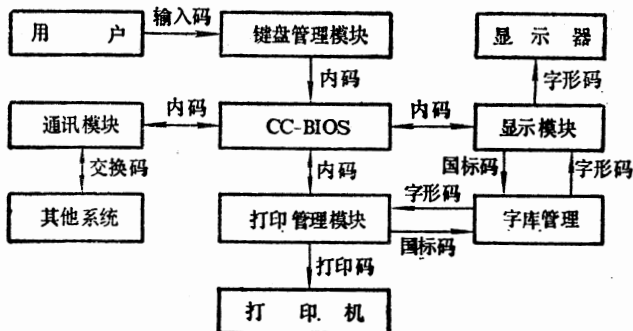 用 户
输入码
键盘管理模块
显 示 器
内码
字形码
通讯模块
内码
CC-BIOS
内码
显示模块
交换码
内码
国标码
字形码
其他系统
打印管理模块
字形码
国标码
字库管理
打印码
打 印 机